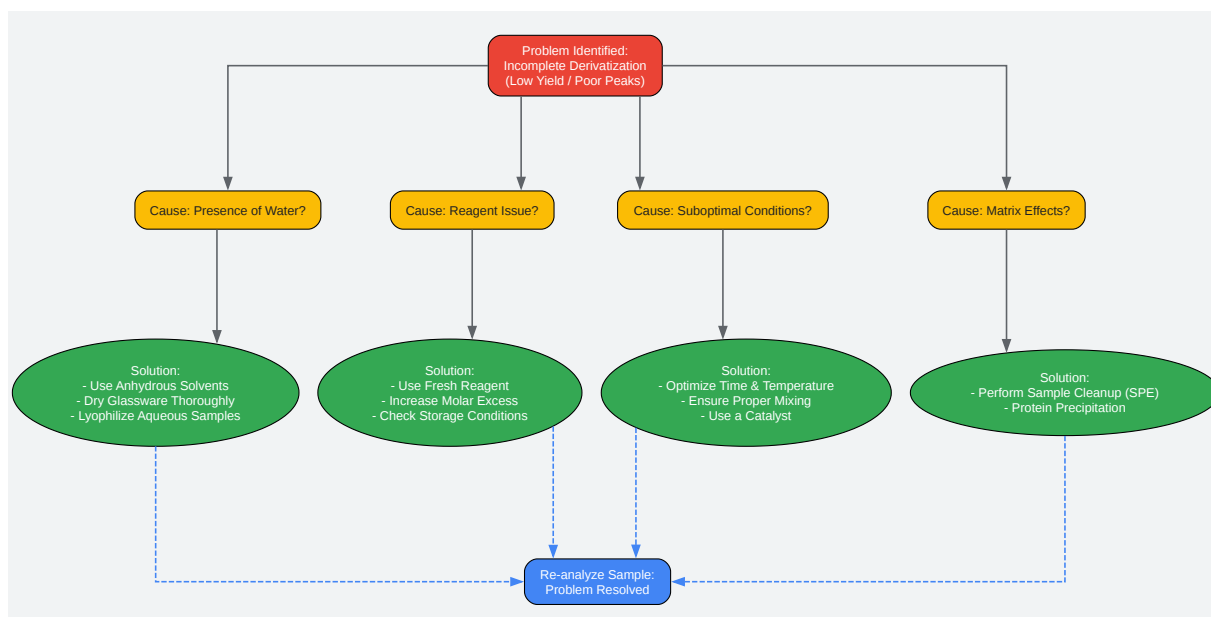 Problem Identified:
Incomplete Derivatization
(Low Yield / Poor Peaks)
Cause: Presence of Water?
Cause: Reagent Issue?
Cause: Suboptimal Conditions?
Cause: Matrix Effects?
Solution:
- Use Anhydrous Solvents
- Dry Glassware Thoroughly
- Lyophilize Aqueous Samples
Solution:
- Use Fresh Reagent
- Increase Molar Excess
- Check Storage Conditions
Solution:
- Optimize Time & Temperature
- Ensure Proper Mixing
- Use a Catalyst
Solution:
- Perform Sample Cleanup (SPE)
- Protein Precipitation
Re-analyze Sample:
Problem Resolved